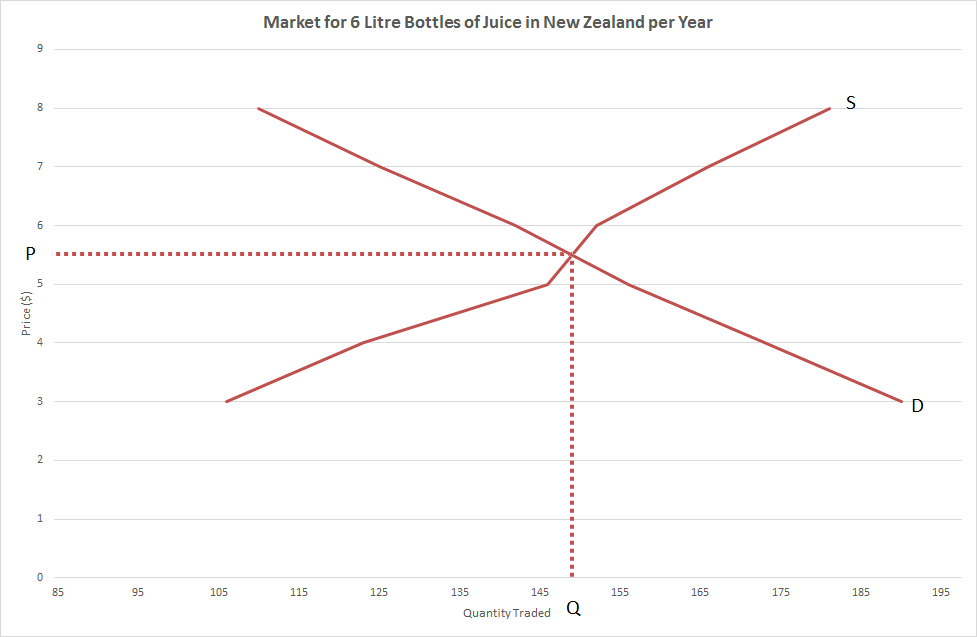 Market for 6 Litre Bottles of Juice in New Zealand per Year
9
8
S
7
6
P
5
Price ($)
4
3
D
2
1
0
85 95 105 115 125 135 145 155 165 175 185 195
Quantity Traded Q